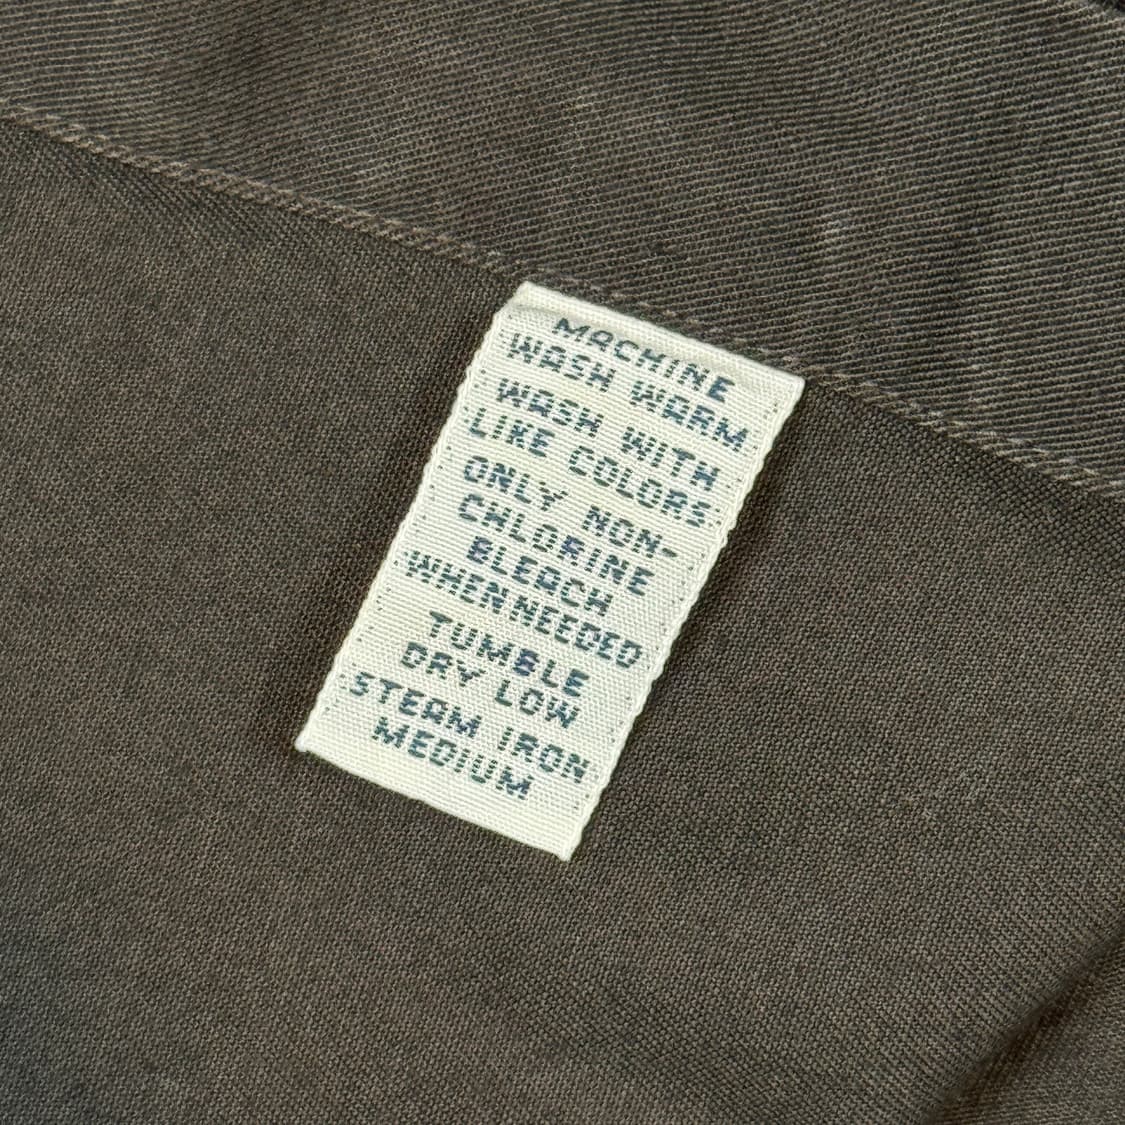 MACHINE
WASH WARM
WASH WITH
LIKE COLORS
ONLY NON-
CHLORINE
BLEACH
WHEN NEEDED
TUMBLE
DRY LOW
STEAM IRON
MEDIUM